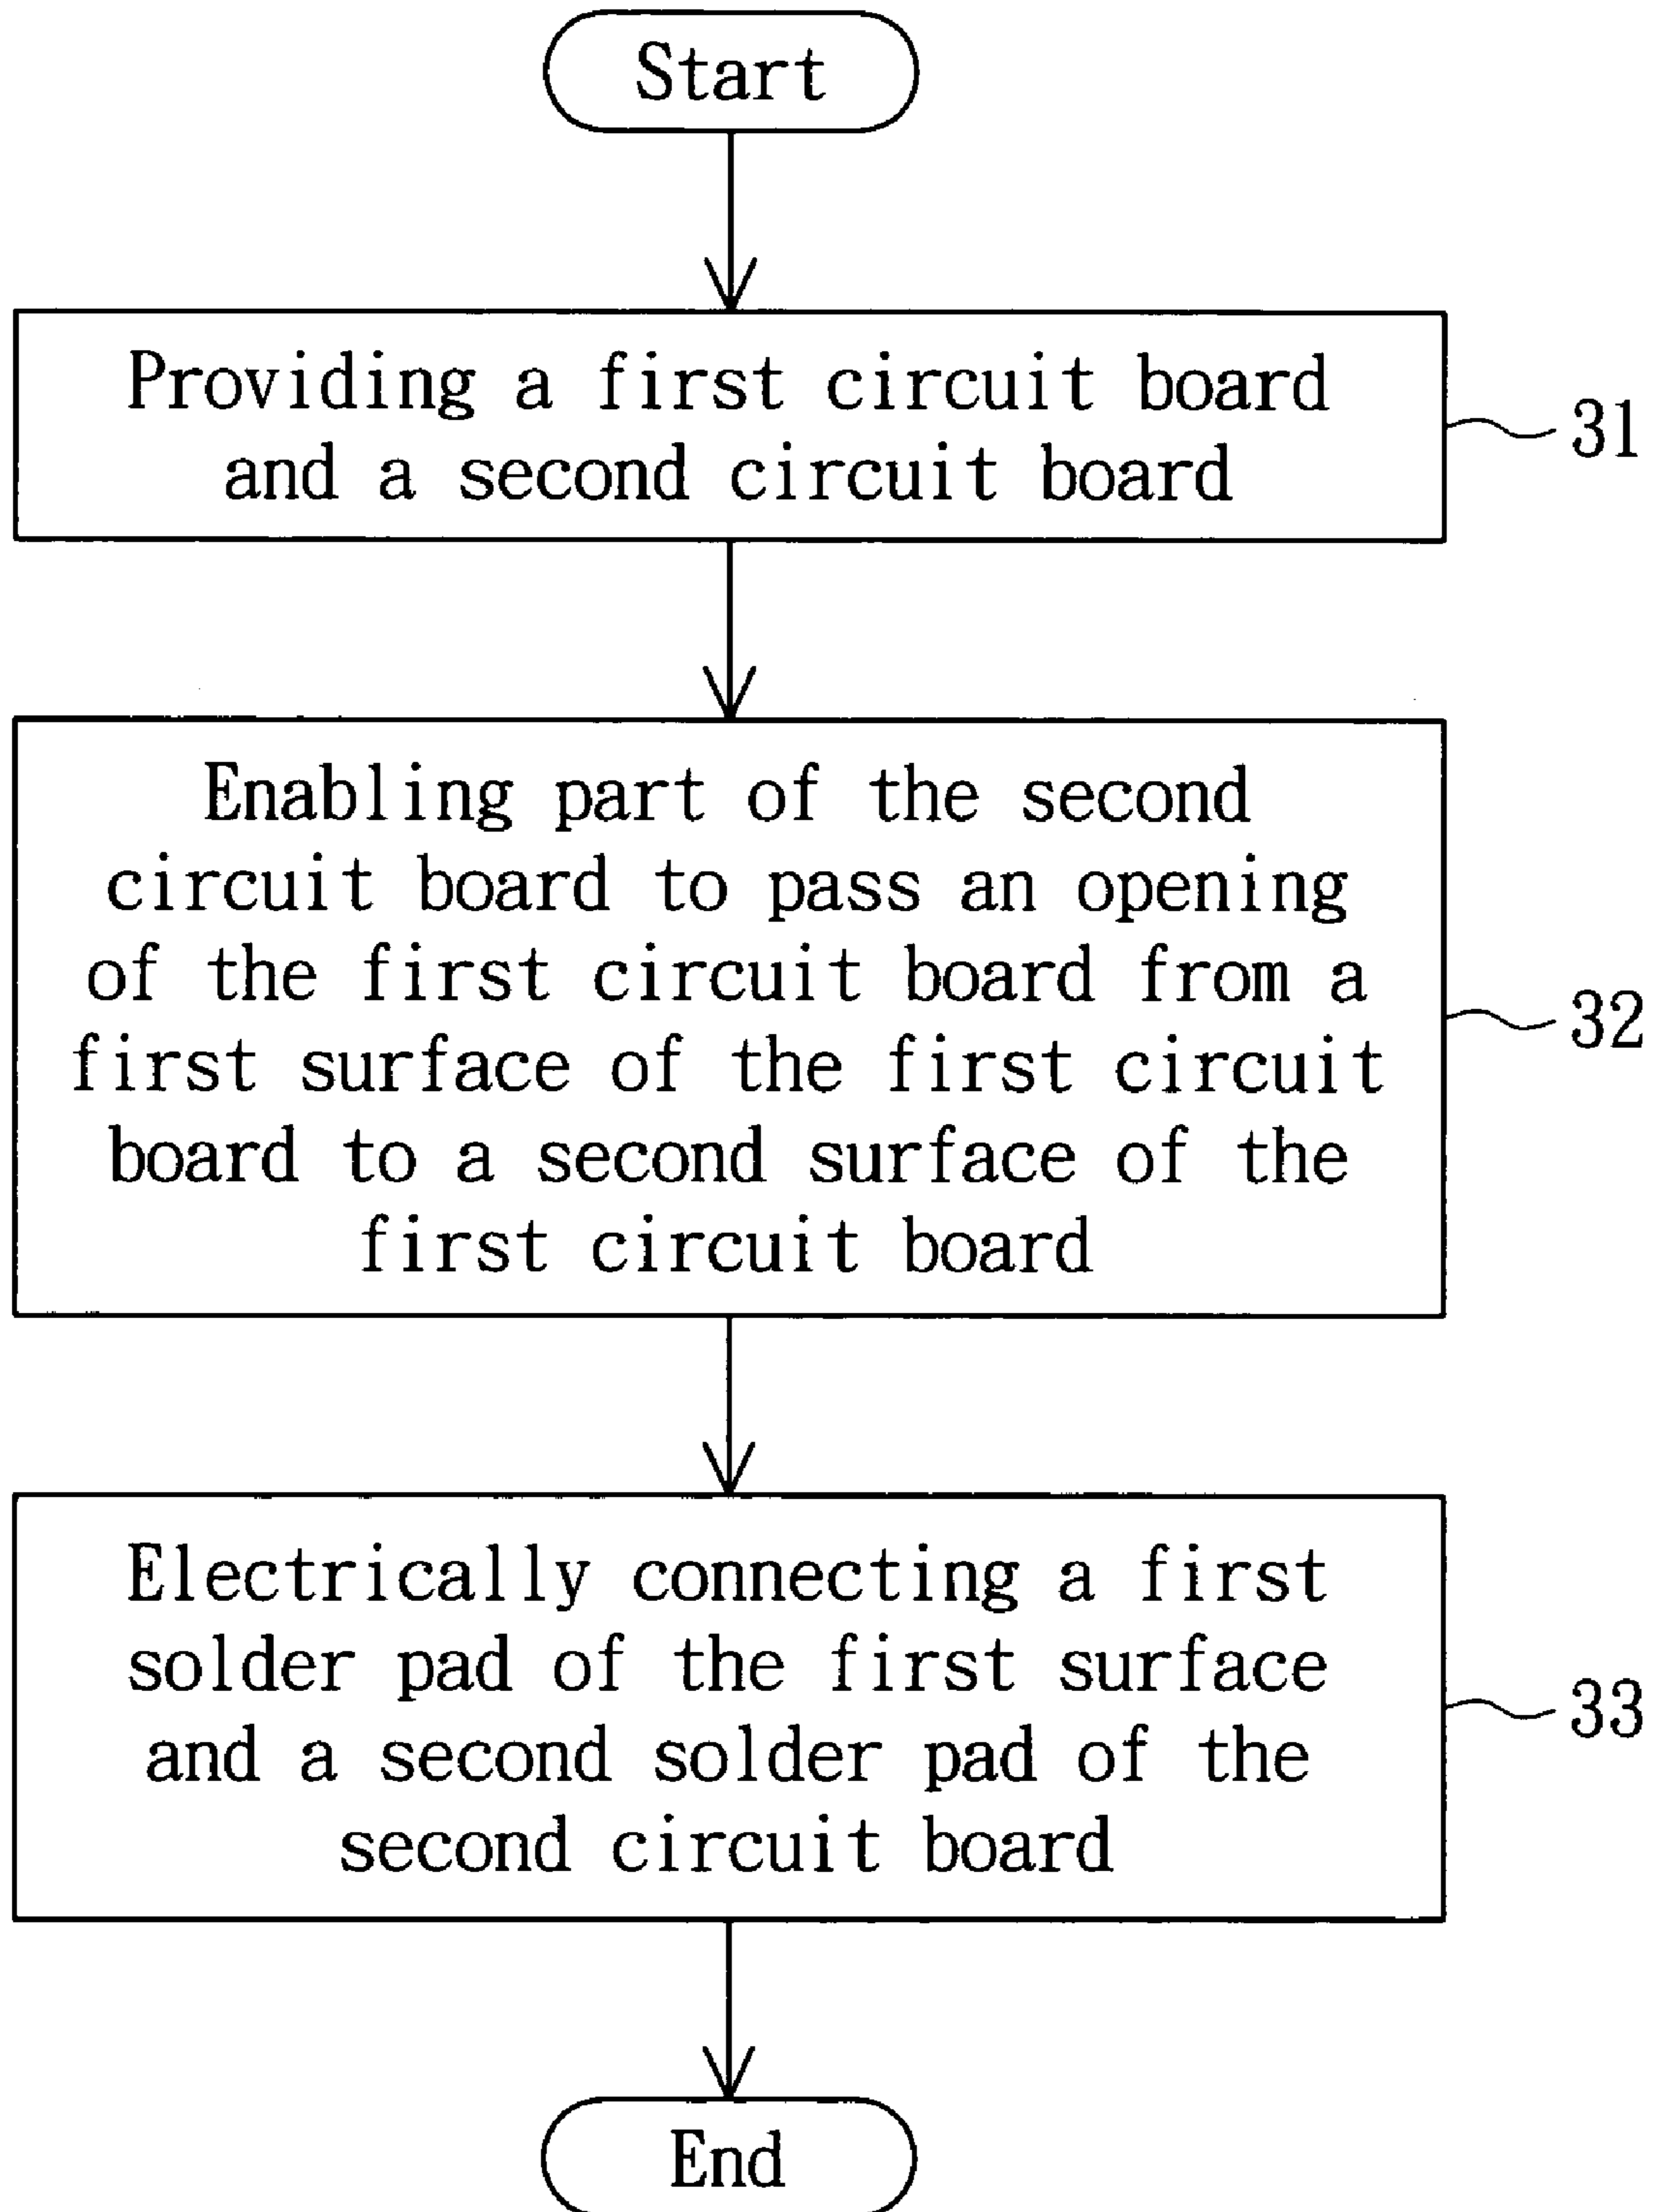 Start
Providing a first circuit board
and a second circuit board
31
Enabling part of the second
circuit board to pass an opening
of the first circuit board from a
first surface of the first circuit
board to a second surface of the
first circuit board
32
Electrically connecting a first
solder pad of the first surface
and a second solder pad of the
second circuit board
33
End